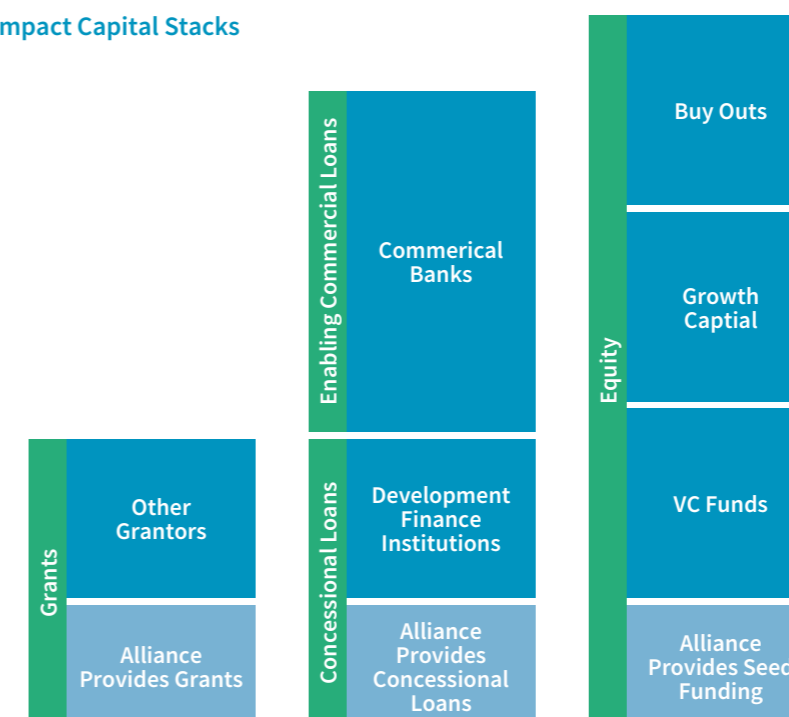 mpact Capital Stacks
Grants
Other
Grantors
Alliance
Provides Grants
Enabling Commercial Loans
Commerical
Banks
Concessional Loans
Development
Finance
Institutions
Alliance
Provides
Concessional
Loans
Equity
Buy Outs
Growth
Captial
VC Funds
Alliance
Provides Seed
Funding